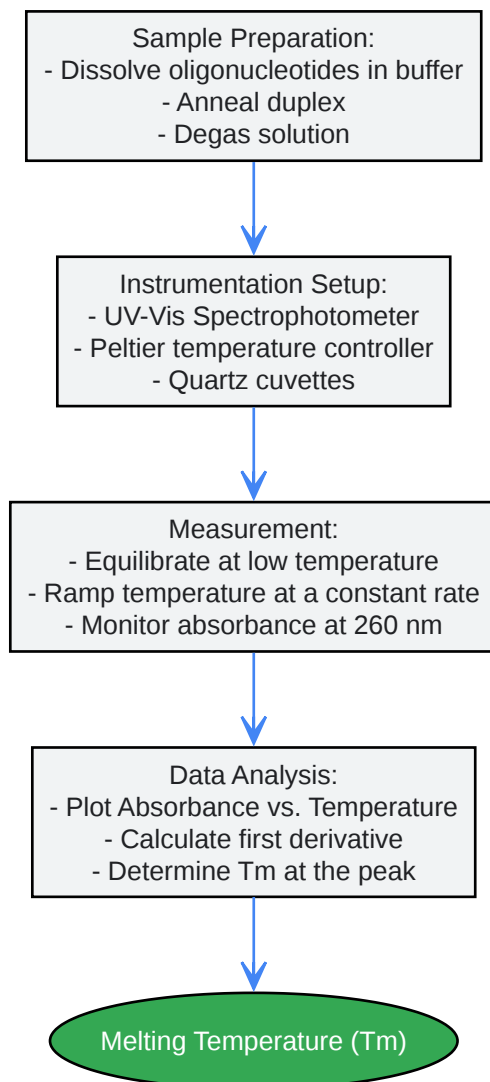 Sample Preparation:
- Dissolve oligonucleotides in buffer
- Anneal duplex
- Degas solution
Instrumentation Setup:
- UV-Vis Spectrophotometer
- Peltier temperature controller
- Quartz cuvettes
Measurement:
- Equilibrate at low temperature
- Ramp temperature at a constant rate
- Monitor absorbance at 260 nm
Data Analysis:
- Plot Absorbance vs. Temperature
- Calculate first derivative
- Determine Tm at the peak
Melting Temperature (Tm)